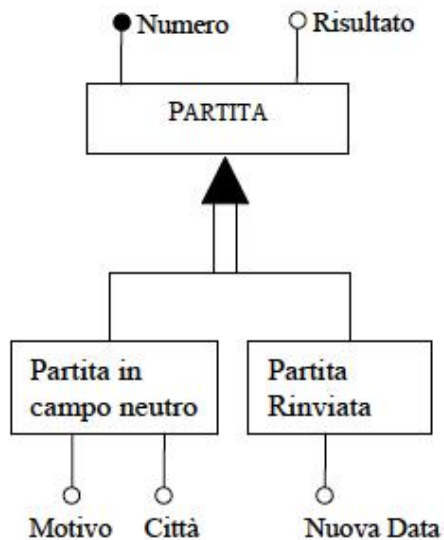 Numero
Risultato
PARTITA
Partita in
campo neutro
Partita
Rinviata
Motivo
Città
Nuova Data